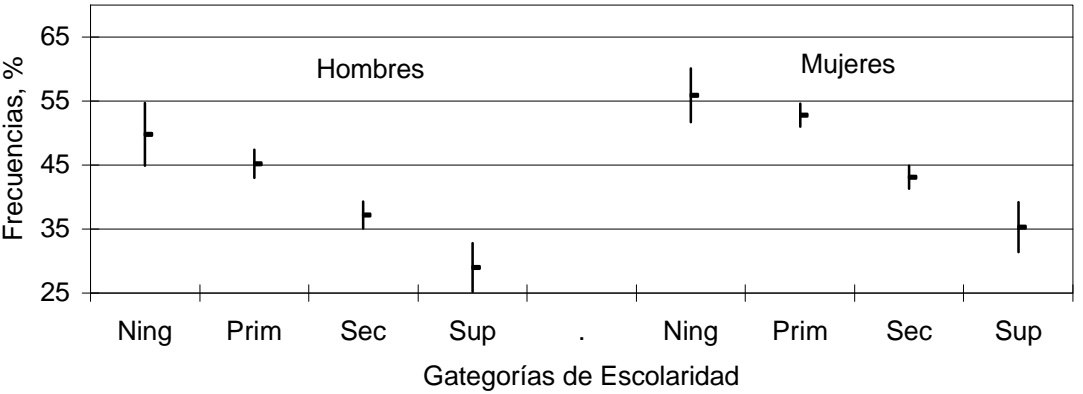 Frecuencias, %
65
55
45
35
25
Hombres
Mujeres
Ning
Prim
Sec
Sup
.
Ning
Prim
Sec
Sup
Gategorías de Escolaridad